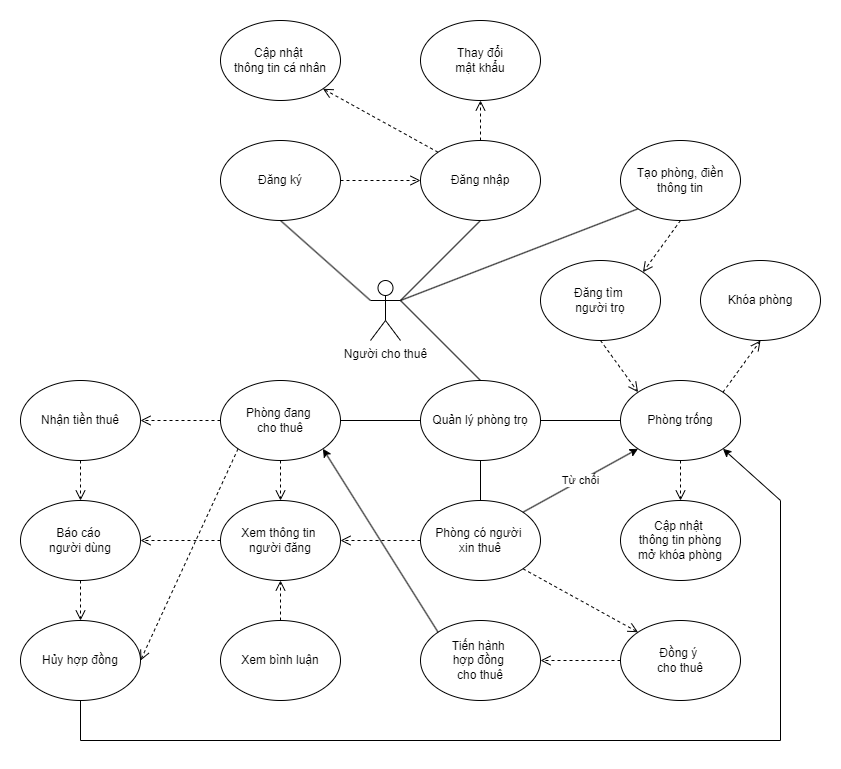 Cập nhật
thông tin cá nhân
Thay đổi
mật khẩu
Đăng ký
Đăng nhập
Tạo phòng, điền
thông tin
Đăng tìm
người trọ
Khóa phòng
Người cho thuê
Nhận tiền thuê
Phòng đang
cho thuê
Quản lý phòng trọ
Phòng trống
Từ chối
Báo cáo
người dùng
Xem thông tin
người đăng
Phòng có người
xin thuê
Cập nhật
thông tin phòng
mở khóa phòng
Hủy hợp đồng
Xem bình luận
Tiến hành
hợp đồng
cho thuê
Đồng ý
cho thuê